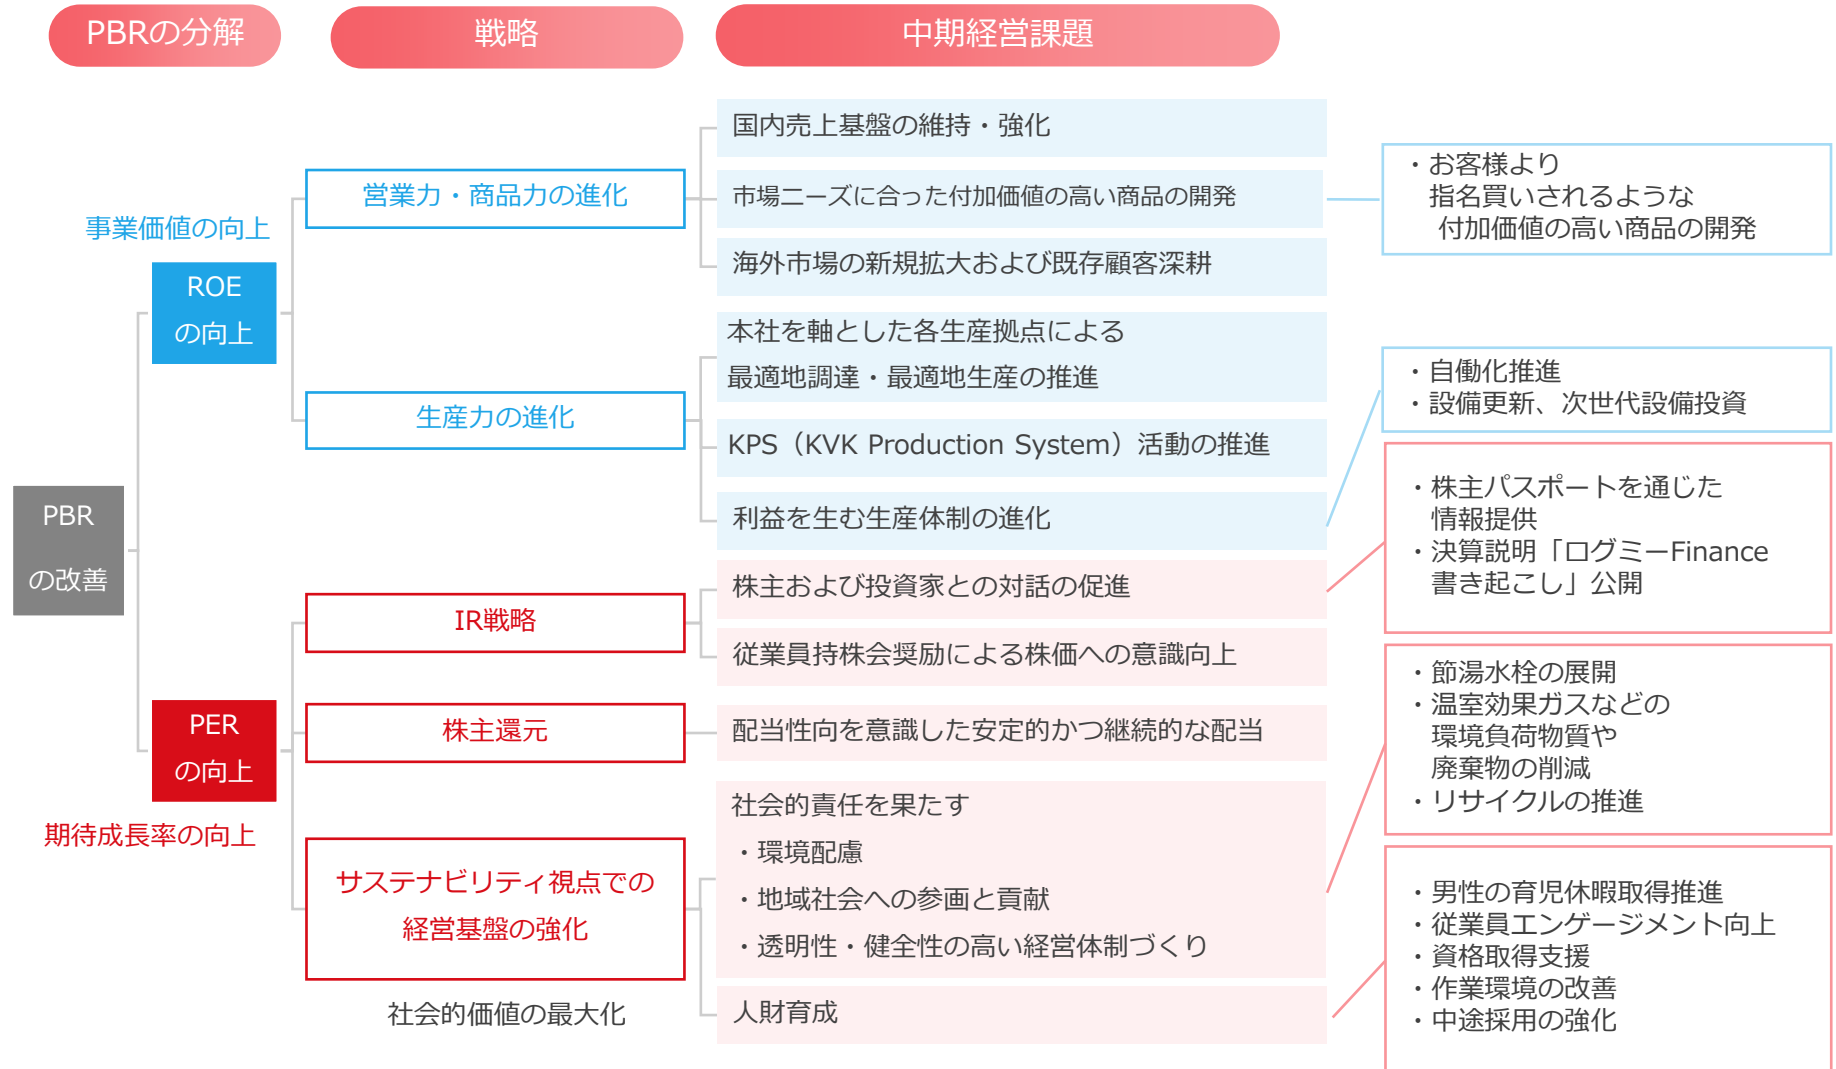 PBRの分解
戦略
中期経営課題
PBR
の改善
事業価値の向上
ROE
の向上
PER
の向上
期待成長率の向上
営業力・商品力の進化
生産力の進化
IR戦略
株主還元
サステナビリティ視点での
経営基盤の強化
社会的価値の最大化
国内売上基盤の維持・強化
市場ニーズに合った付加価値の高い商品の開発
海外市場の新規拡大および既存顧客深耕
本社を軸とした各生産拠点による
最適地調達・最適地生産の推進
KPS（KVK Production System）活動の推進
利益を生む生産体制の進化
株主および投資家との対話の促進
従業員持株会奨励による株価への意識向上
配当性向を意識した安定的かつ継続的な配当
社会的責任を果たす
・環境配慮
・地域社会への参画と貢献
・透明性・健全性の高い経営体制づくり
人財育成
・お客様より
指名買いされるような
付加価値の高い商品の開発
・自働化推進
・設備更新、次世代設備投資
・株主パスポートを通じた
情報提供
・決算説明「ログミーFinance
書き起こし」公開
・節湯水栓の展開
・温室効果ガスなどの
環境負荷物質や
廃棄物の削減
・リサイクルの推進
・男性の育児休暇取得推進
・従業員エンゲージメント向上
・資格取得支援
・作業環境の改善
・中途採用の強化